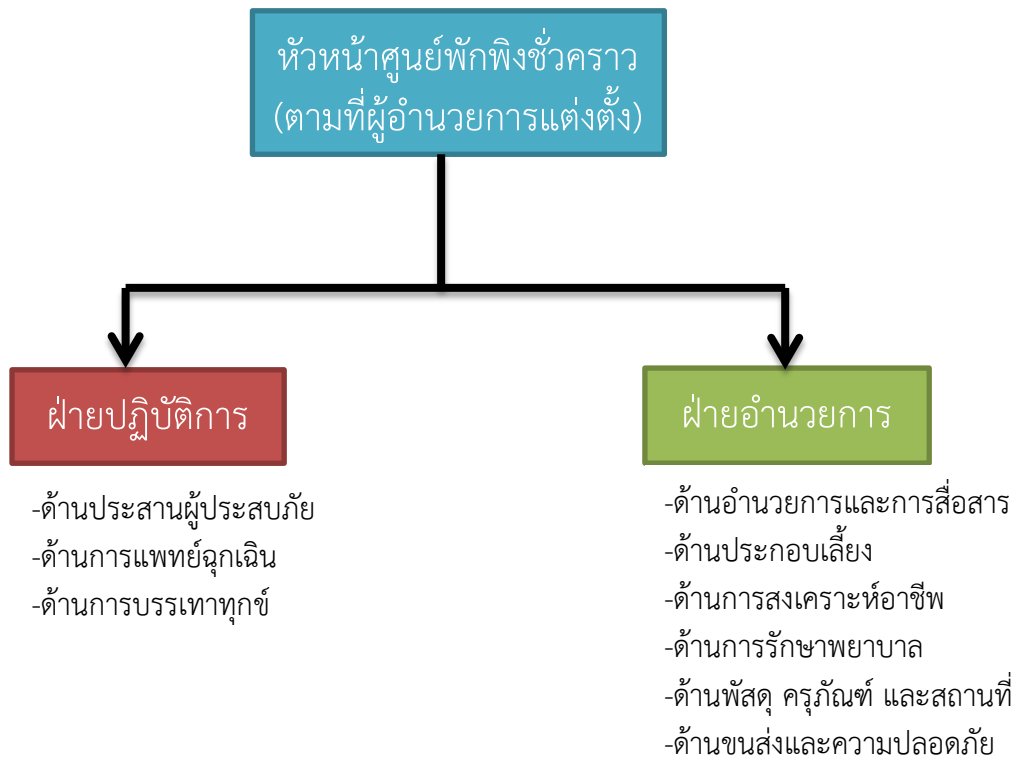 หัวหน้าศูนย์พักพิงชั่วคราว
(ตามที่ผู้อำนวยการแต่งตั้ง)
ฝ่ายปฏิบัติการ
-ด้านประสานผู้ประสบภัย
-ด้านการแพทย์ฉุกเฉิน
-ด้านการบรรเทาทุกข์
ฝ่ายอำนวยการ
-ด้านอำนวยการและการสื่อสาร
-ด้านประกอบเลี้ยง
-ด้านการสงเคราะห์อาชีพ
-ด้านการรักษาพยาบาล
-ด้านพัสดุ ครุภัณฑ์ และสถานที่
-ด้านขนส่งและความปลอดภัย